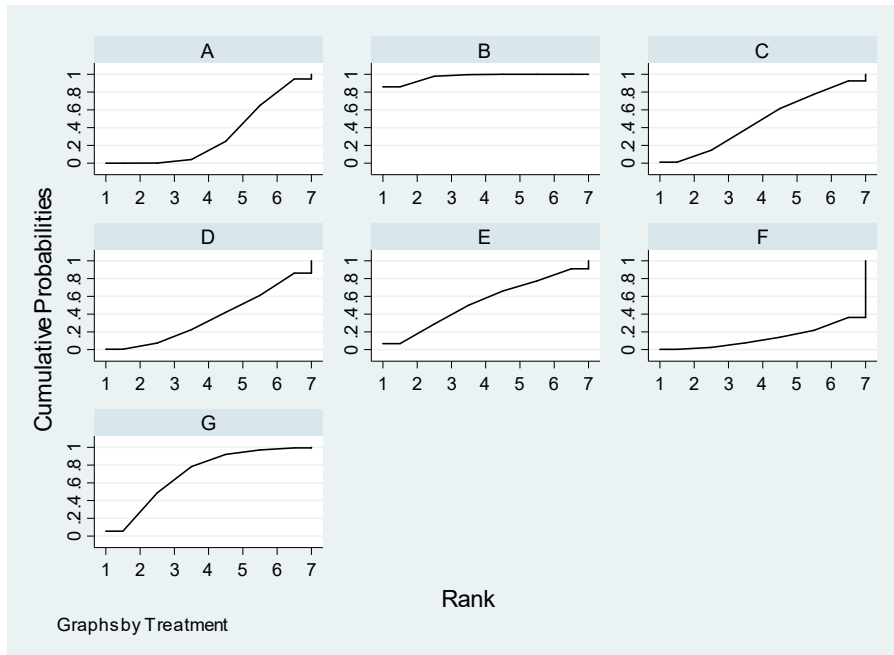 A B C
0 .2 .4 .6 .8 1
1 2 3 4 5 6 7
1 2 3 4 5 6 7
0 .2 .4 .6 .8 1
1 2 3 4 5 6 7
0 .2 .4 .6 .8 1
D E F
0 .2 .4 .6 .8 1
1 2 3 4 5 6 7
0 .2 .4 .6 .8 1
1 2 3 4 5 6 7
0 .2 .4 .6 .8 1
1 2 3 4 5 6 7
G
0 .2 .4 .6 .8 1
1 2 3 4 5 6 7
Cumulative Probabilities
Rank
Graphs by Treatment